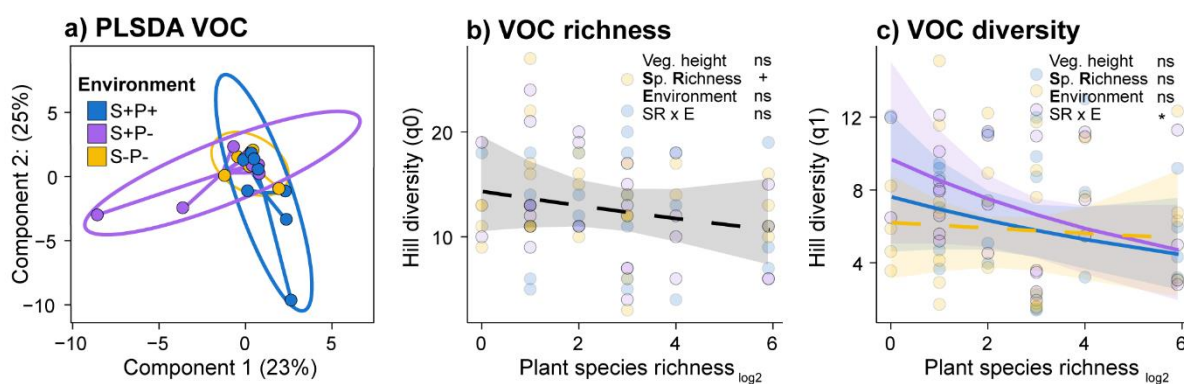 a) PLSDA VOC
Environment
S+P+
S+P-
S-P-
Component 2: (25%)
5
0
−5
−10
−10
−5
0
5
Component 1 (23%)
b) VOC richness
Veg. height ns
Sp. Richness +
Environment ns
SR x E ns
Hill diversity (q0)
20
10
0
2
4
6
Plant species richness log2
c) VOC diversity
Veg. height ns
Sp. Richness ns
Environment ns
SR x E *
Hill diversity (q1)
12
8
4
0
2
4
6
Plant species richness log2